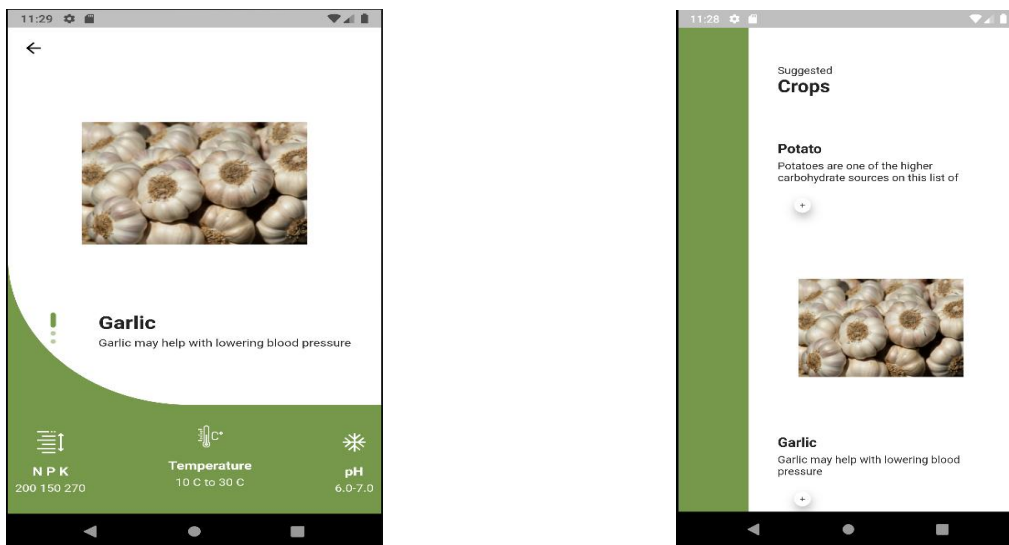 11:29
Garlic
Garlic may help with lowering blood pressure
C°
N P K
200 150 270
Temperature
10 C to 30 C
pH
6.0-7.0
11:28
Suggested
Crops
Potato
Potatoes are one of the higher
carbohydrate sources on this list of
+
Garlic
Garlic may help with lowering blood
pressure
+